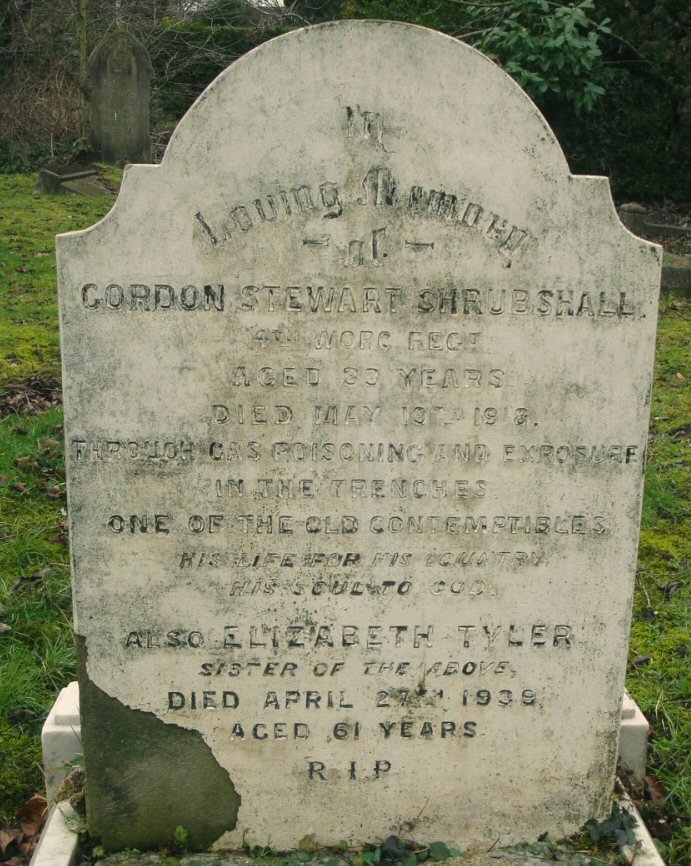 In
Loving Memory
- of -
GORDON STEWART SHRUBSHALL.
4TH WORC REGT.
AGED 33 YEARS
DIED MAY 19TH 1918.
THROUGH GAS POISONING AND EXPOSURE
IN THE TRENCHES.
ONE OF THE OLD CONTEMPTIBLES
HIS LIFE FOR HIS COUNTRY
HIS SOUL TO GOD.
ALSO ELIZABETH TYLER
SISTER OF THE ABOVE.
DIED APRIL 27TH 1939.
AGED 61 YEARS.
R I P